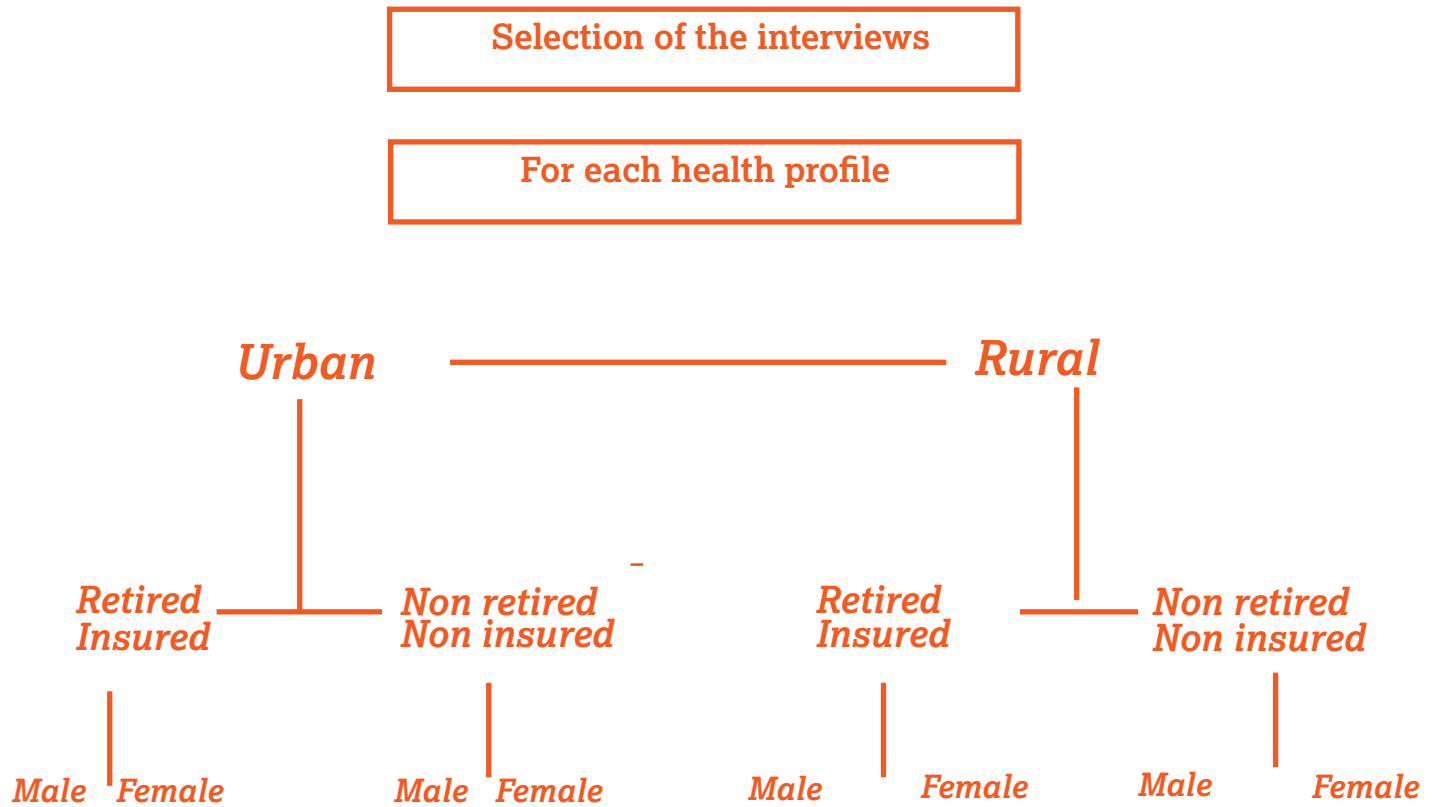 Selection of the interviews
For each health profile
Urban
Rural
Retired
Insured
Non retired
Non insured
Retired
Insured
Non retired
Non insured
Male
Female
Male
Female
Male
Female
Male
Female